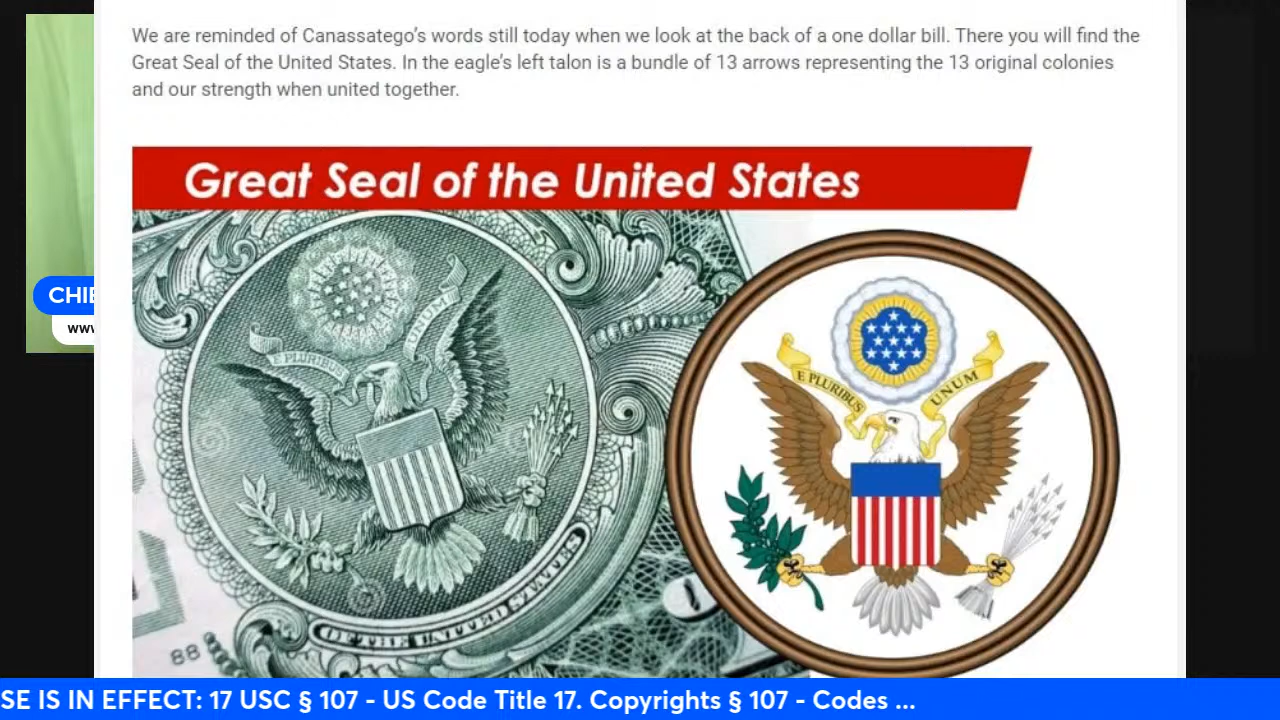 We are reminded of Canassatego’s words still today when we look at the back of a one dollar bill. There you will find the
Great Seal of the United States. In the eagle’s left talon is a bundle of 13 arrows representing the 13 original colonies
and our strength when united together.
Great Seal of the United States
E PLURIBUS
UNUM
E PLURIBUS
UNUM
CHIE
www
88
SE IS IN EFFECT: 17 USC § 107 - US Code Title 17. Copyrights § 107 - Codes ...